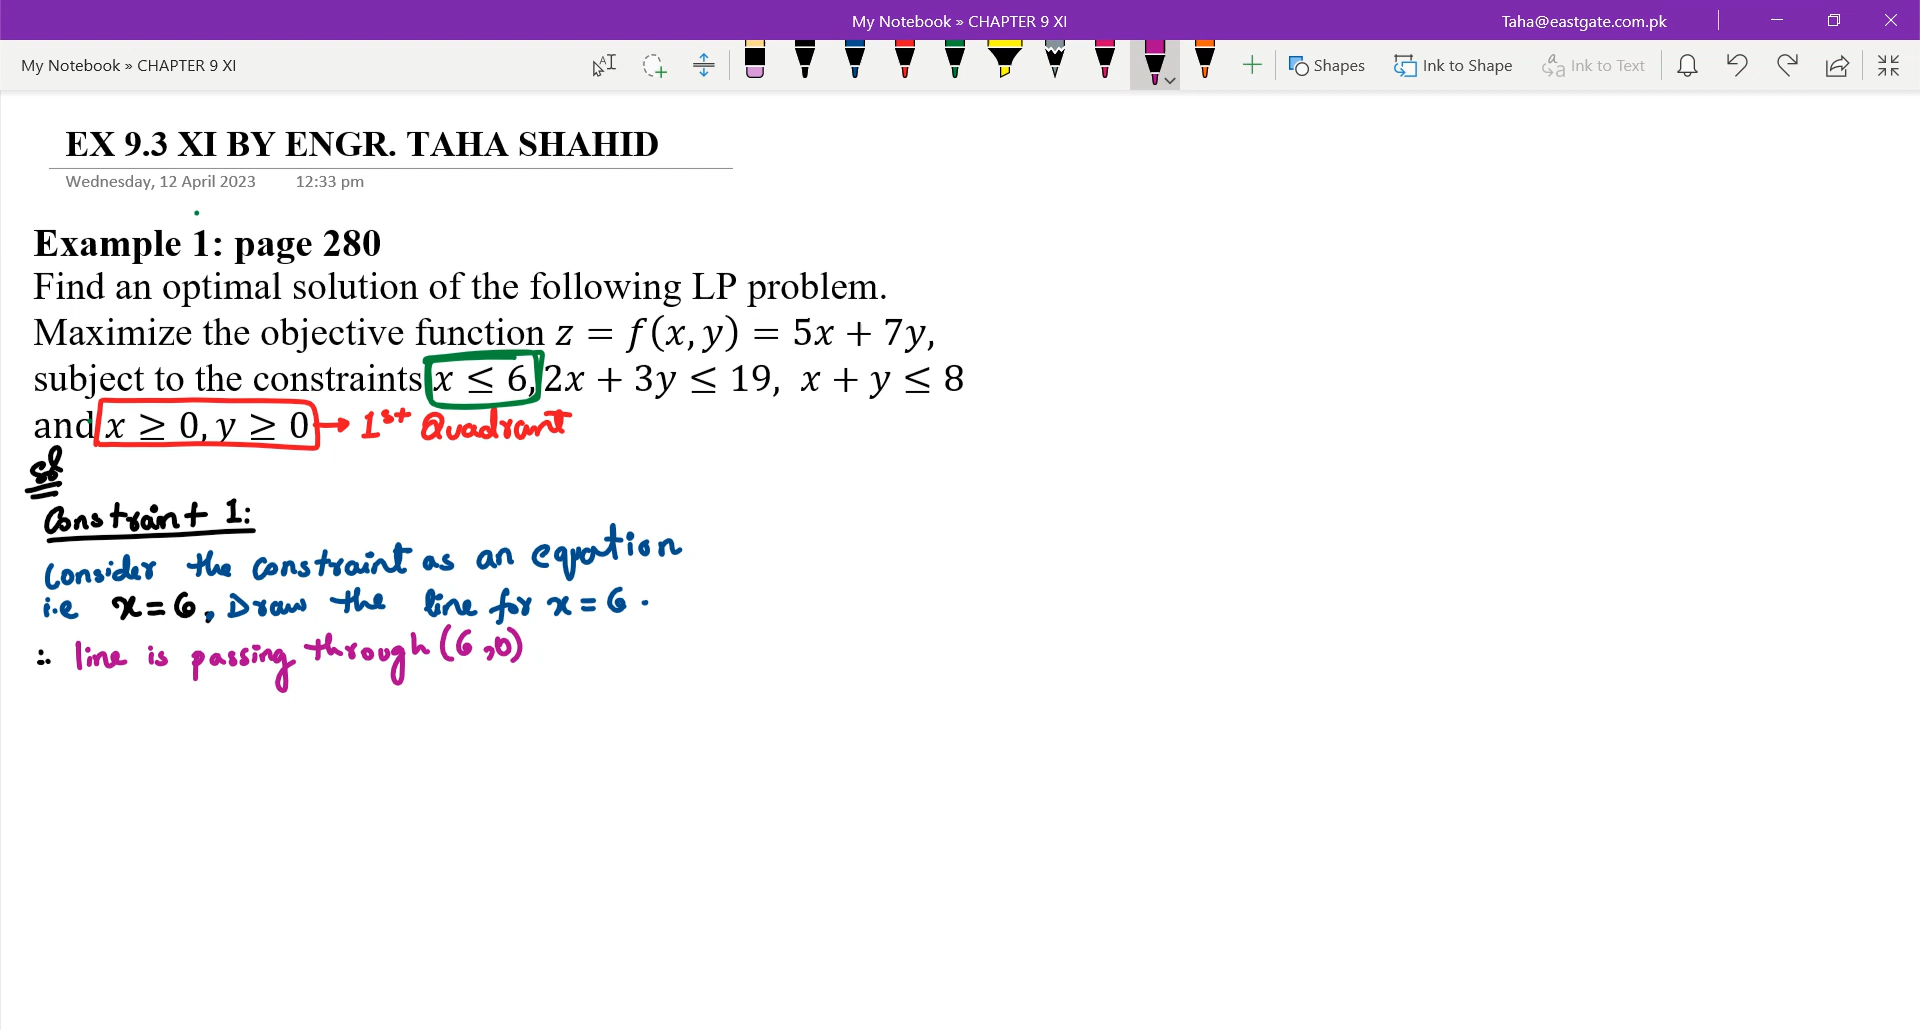 My Notebook » CHAPTER 9 XI
Taha@eastgate.com.pk
My Notebook » CHAPTER 9 XI
Shapes
Ink to Shape
Ink to Text
EX 9.3 XI BY ENGR. TAHA SHAHID
Wednesday, 12 April 2023 12:33 pm
Example 1: page 280
Find an optimal solution of the following LP problem.
Maximize the objective function z = f(x, y) = 5x + 7y,
subject to the constraints x ≤ 6, 2x + 3y ≤ 19, x + y ≤ 8
and x ≥ 0, y ≥ 0 → 1st Quadrant
Sol
Constraint 1:
Consider the constraint as an equation
i.e x = 6, Draw the line for x = 6.
∴ line is passing through (6,0)